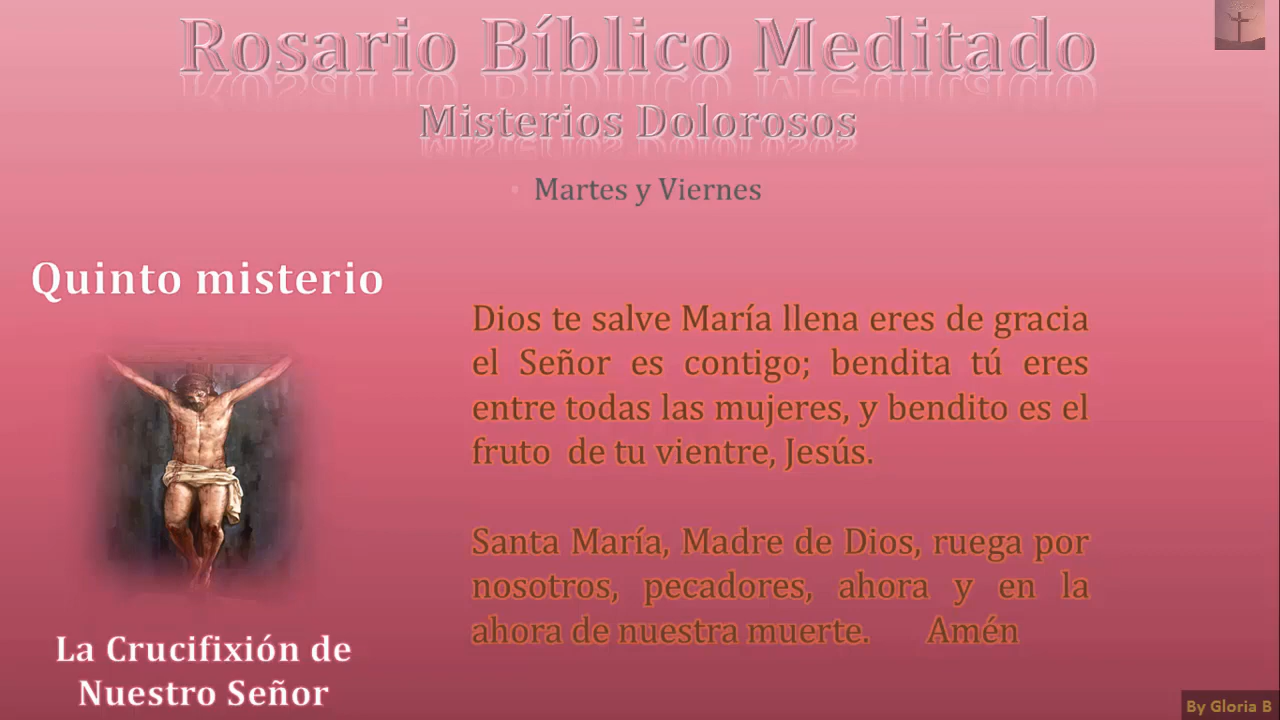 Rosario Bíblico Meditado
Misterios Dolorosos
• Martes y Viernes
Quinto misterio
Dios te salve María llena eres de gracia
el Señor es contigo; bendita tú eres
entre todas las mujeres, y bendito es el
fruto de tu vientre, Jesús.
Santa María, Madre de Dios, ruega por
nosotros, pecadores, ahora y en la
ahora de nuestra muerte. Amén
La Crucifixión de
Nuestro Señor
By Gloria B